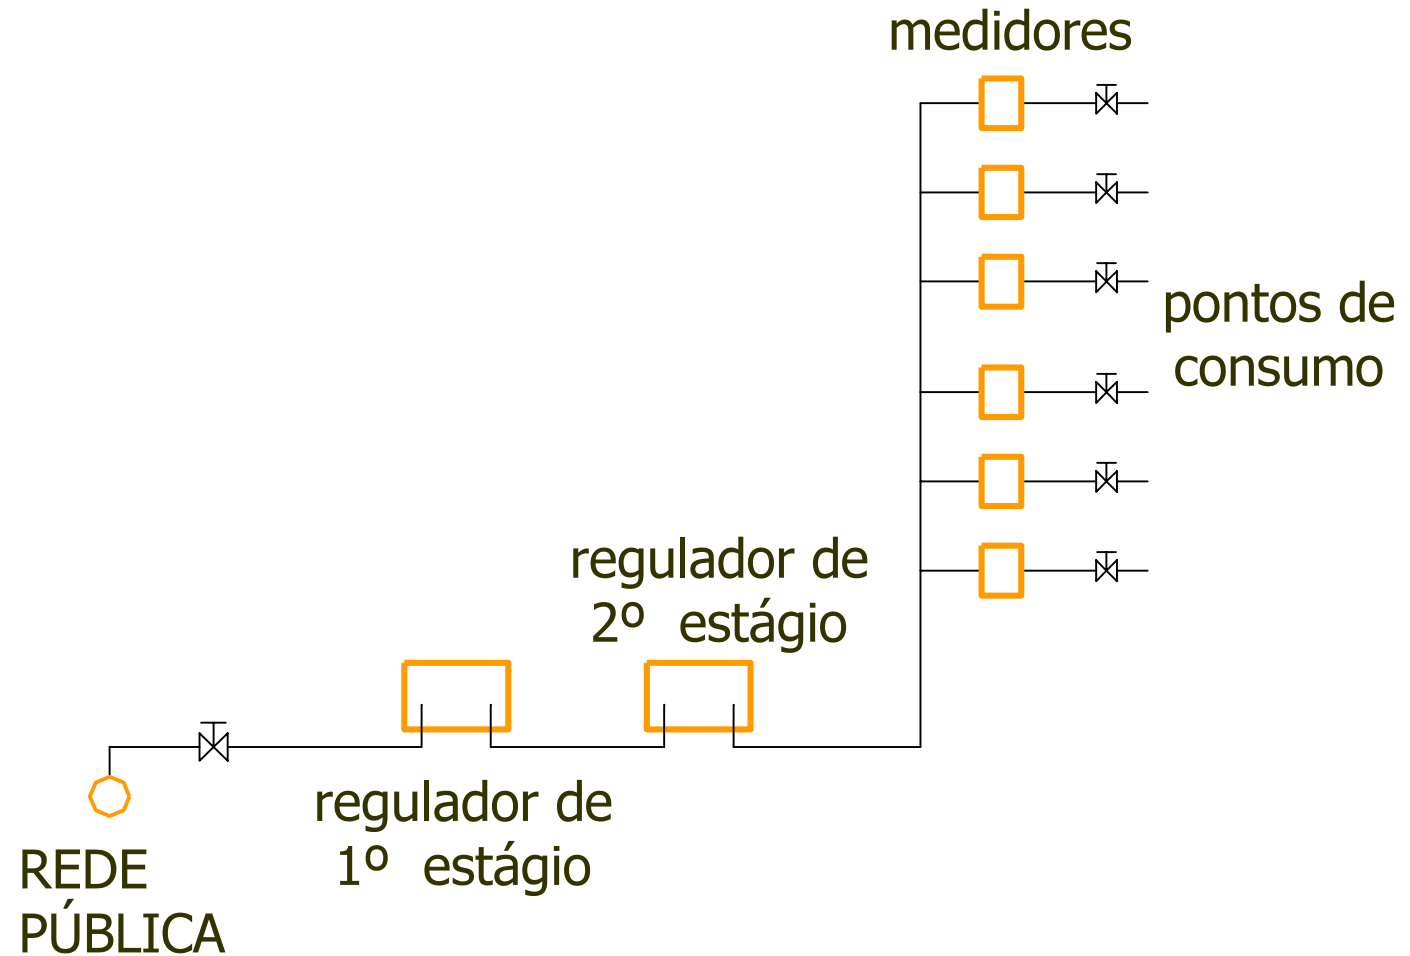 medidores
pontos de
consumo
regulador de
2º estágio
regulador de
1º estágio
REDE
PÚBLICA